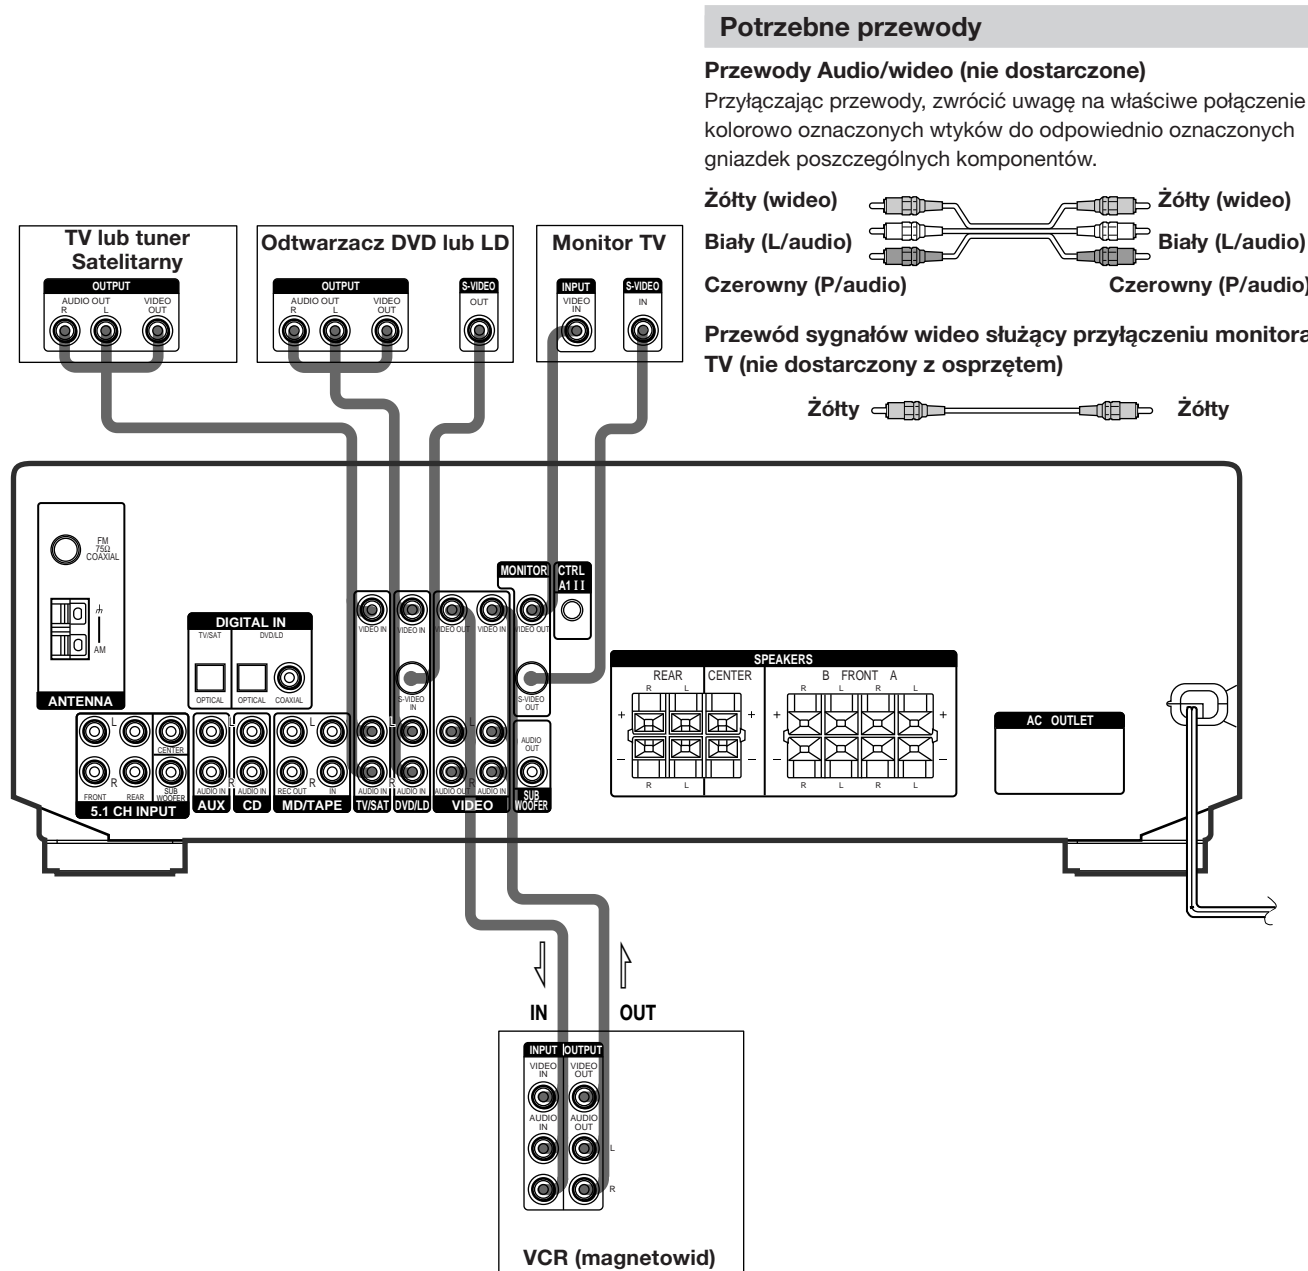 Potrzebne przewody
Przewody Audio/wideo (nie dostarczone)
Przyłączając przewody, zwrócić uwagę na właściwe połączenie
kolorowo oznaczonych wtyków do odpowiednio oznaczonych
gniazdek poszczególnych komponentów.
Żółty (wideo)
Żółty (wideo)
Biały (L/audio)
Biały (L/audio)
Czerowny (P/audio)
Czerowny (P/audio)
Przewód sygnałów wideo służący przyłączeniu monitora
TV (nie dostarczony z osprzętem)
Żółty
Żółty
TV lub tuner
Satelitarny
OUTPUT
AUDIO OUT
R L
VIDEO
OUT
Odtwarzacz DVD lub LD
OUTPUT
AUDIO OUT
R L
VIDEO
OUT
S-VIDEO
OUT
Monitor TV
INPUT
VIDEO
IN
S-VIDEO
IN
FM
75Ω
COAXIAL
AM
ANTENNA
DIGITAL IN
TV/SAT
DVD/LD
OPTICAL
OPTICAL
COAXIAL
MONITOR
CTRL
A1 II
VIDEO IN
VIDEO IN
VIDEO OUT
VIDEO IN
VIDEO OUT
S-VIDEO
IN
S-VIDEO
OUT
L
L
L
L
L
CENTER
AUDIO
OUT
R
R
R
R
R
FRONT
REAR
SUB
WOOFER
AUDIO IN
AUDIO IN
REC OUT
IN
AUDIO IN
AUDIO IN
AUDIO OUT
AUDIO IN
5.1 CH INPUT
AUX
CD
MD/TAPE
TV/SAT
DVD/LD
VIDEO
SUB
WOOFER
SPEAKERS
REAR
CENTER
B FRONT A
R L
R L R L
+ + − −
+ + − −
R L
R L R L
AC OUTLET
IN
OUT
INPUT
OUTPUT
VIDEO
IN
VIDEO
OUT
AUDIO
IN
AUDIO
OUT
L
R
VCR (magnetowid)